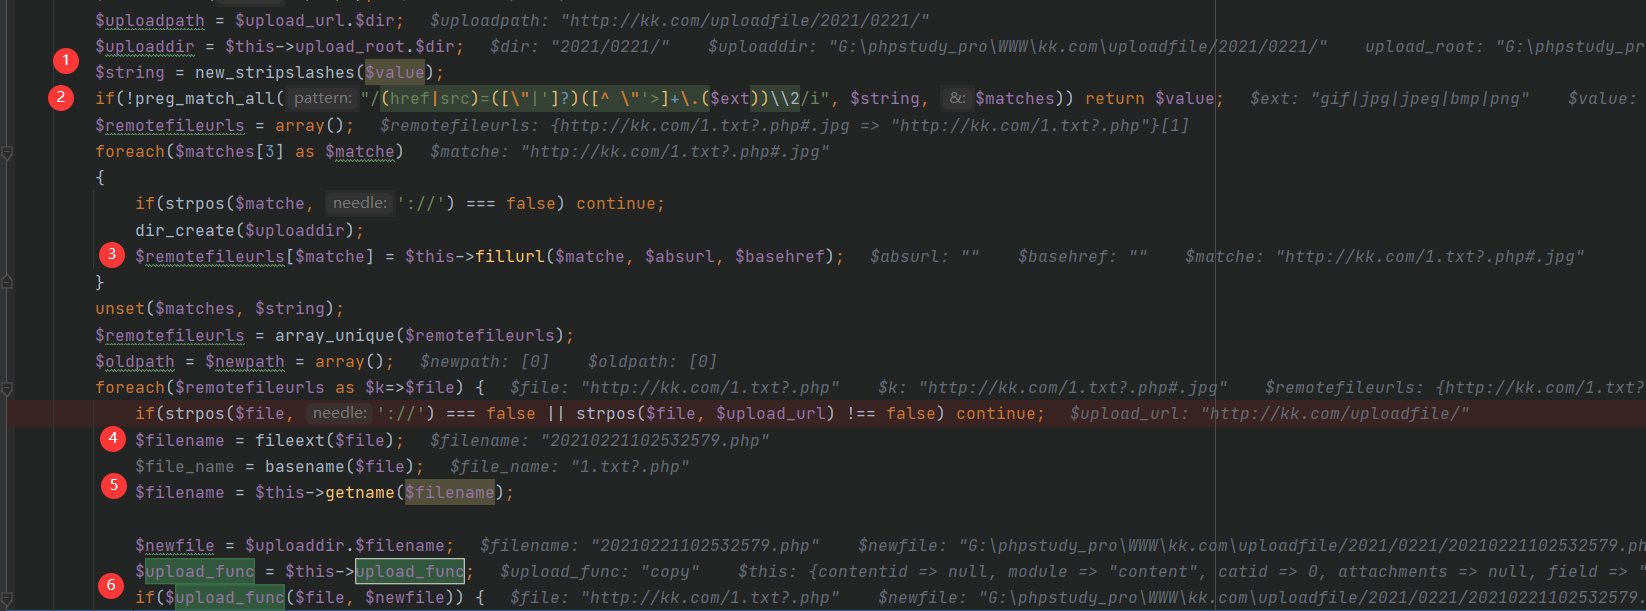 $uploadpath = $upload_url.$dir;   $uploadpath: "http://kk.com/uploadfile/2021/0221/"
$uploaddir = $this->upload_root.$dir;   $dir: "2021/0221/"   $uploaddir: "G:\phpstudy_pro\WWW\kk.com\uploadfile/2021/0221/"   upload_root: "G:\phpstudy_pr
1
$string = new_stripslashes($value);
2
if(!preg_match_all( pattern: "/(href|src)=([\"|']?)([^ \"'>]+\.($ext))\\2/i", $string, &: $matches)) return $value;   $ext: "gif|jpg|jpeg|bmp|png"   $value:
$remotefileurls = array();   $remotefileurls: {http://kk.com/1.txt?.php#.jpg => "http://kk.com/1.txt?.php"}[1]
foreach($matches[3] as $matche)   $matche: "http://kk.com/1.txt?.php#.jpg"
{
if(strpos($matche, needle: '://') === false) continue;
dir_create($uploaddir);
3
$remotefileurls[$matche] = $this->fillurl($matche, $absurl, $basehref);   $absurl: ""   $basehref: ""   $matche: "http://kk.com/1.txt?.php#.jpg"
}
unset($matches, $string);
$remotefileurls = array_unique($remotefileurls);
$oldpath = $newpath = array();   $newpath: [0]   $oldpath: [0]
foreach($remotefileurls as $k=>$file) {   $file: "http://kk.com/1.txt?.php"   $k: "http://kk.com/1.txt?.php#.jpg"   $remotefileurls: {http://kk.com/1.txt?
if(strpos($file, needle: '://') === false || strpos($file, $upload_url) !== false) continue;   $upload_url: "http://kk.com/uploadfile/"
4
$filename = fileext($file);   $filename: "20210221102532579.php"
$file_name = basename($file);   $file_name: "1.txt?.php"
5
$filename = $this->getname($filename);
$newfile = $uploaddir.$filename;   $filename: "20210221102532579.php"   $newfile: "G:\phpstudy_pro\WWW\kk.com\uploadfile/2021/0221/20210221102532579.ph
$upload_func = $this->upload_func;   $upload_func: "copy"   $this: {contentid => null, module => "content", catid => 0, attachments => null, field => "
6
if($upload_func($file, $newfile)) {   $file: "http://kk.com/1.txt?.php"   $newfile: "G:\phpstudy_pro\WWW\kk.com\uploadfile/2021/0221/20210221102532579.